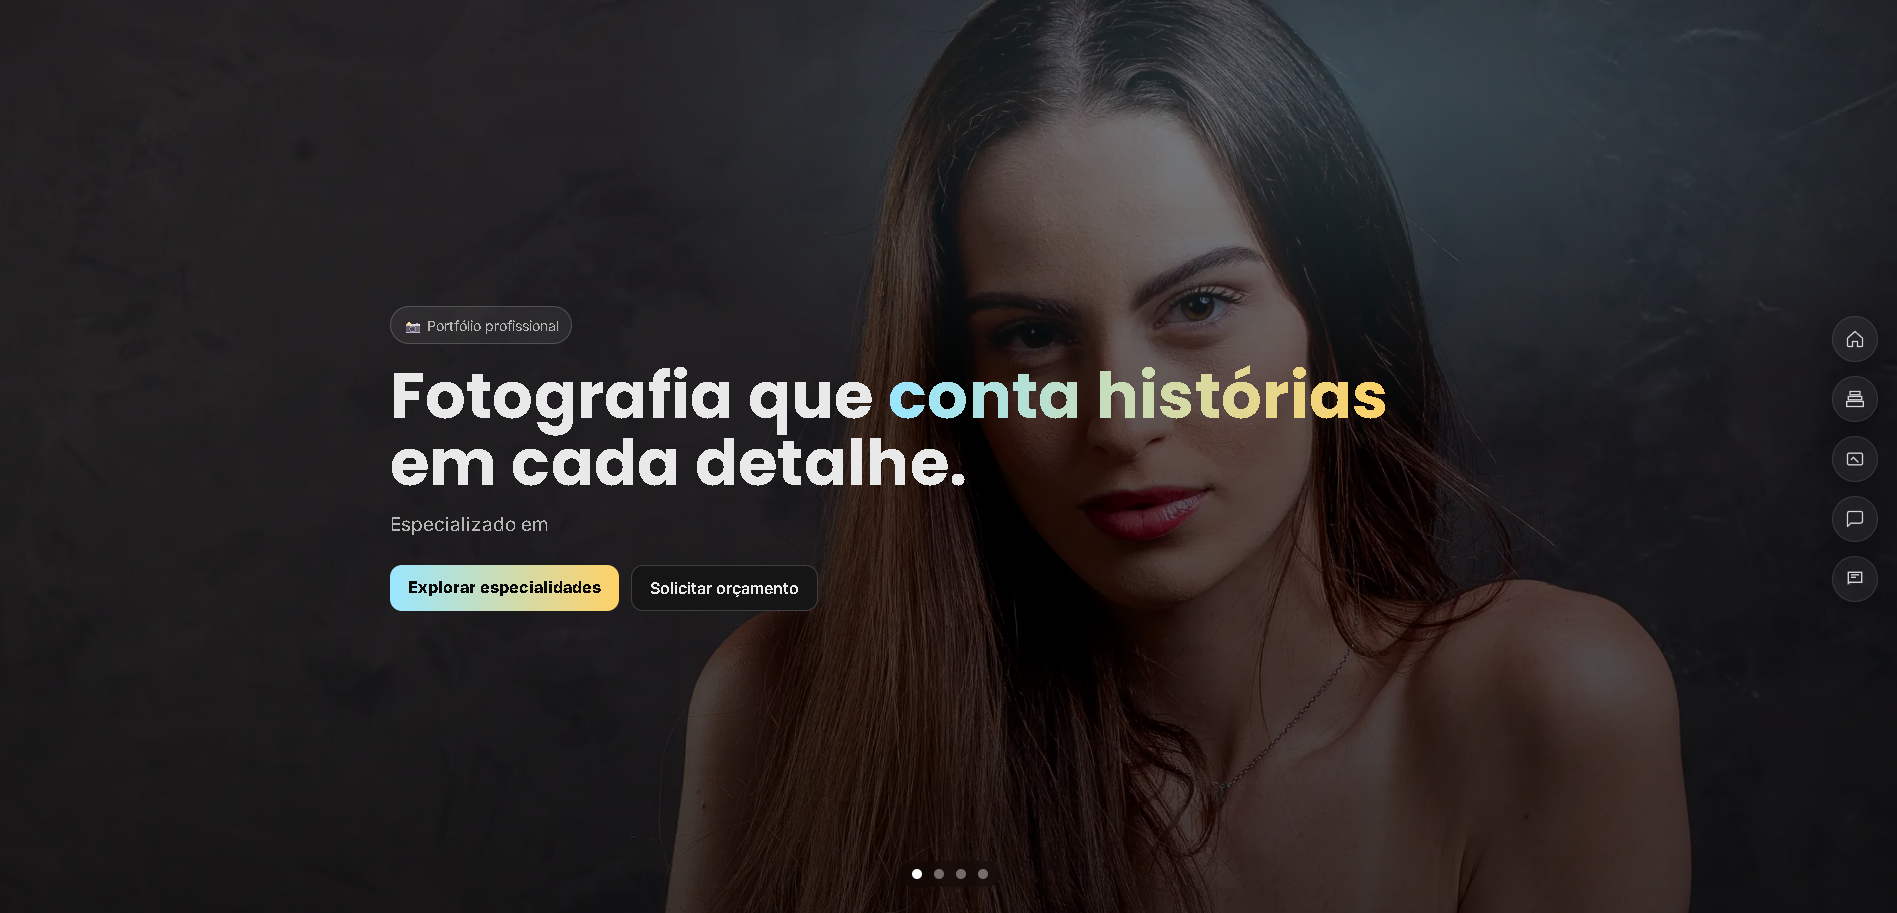 📸 Portfólio profissional
Fotografia que conta histórias
em cada detalhe.
Especializado em
Explorar especialidades
Solicitar orçamento